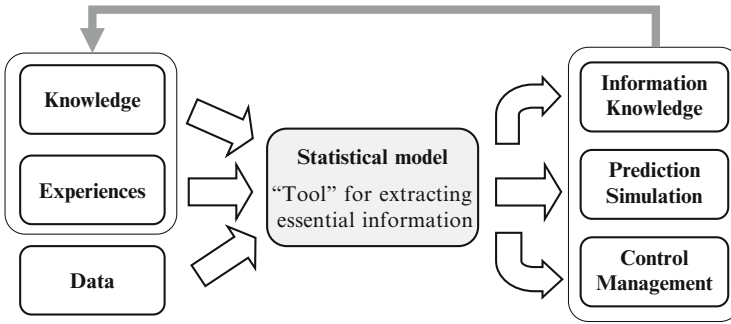 Knowledge
Experiences
Data
Statistical model
“Tool” for extracting
essential information
Information
Knowledge
Prediction
Simulation
Control
Management